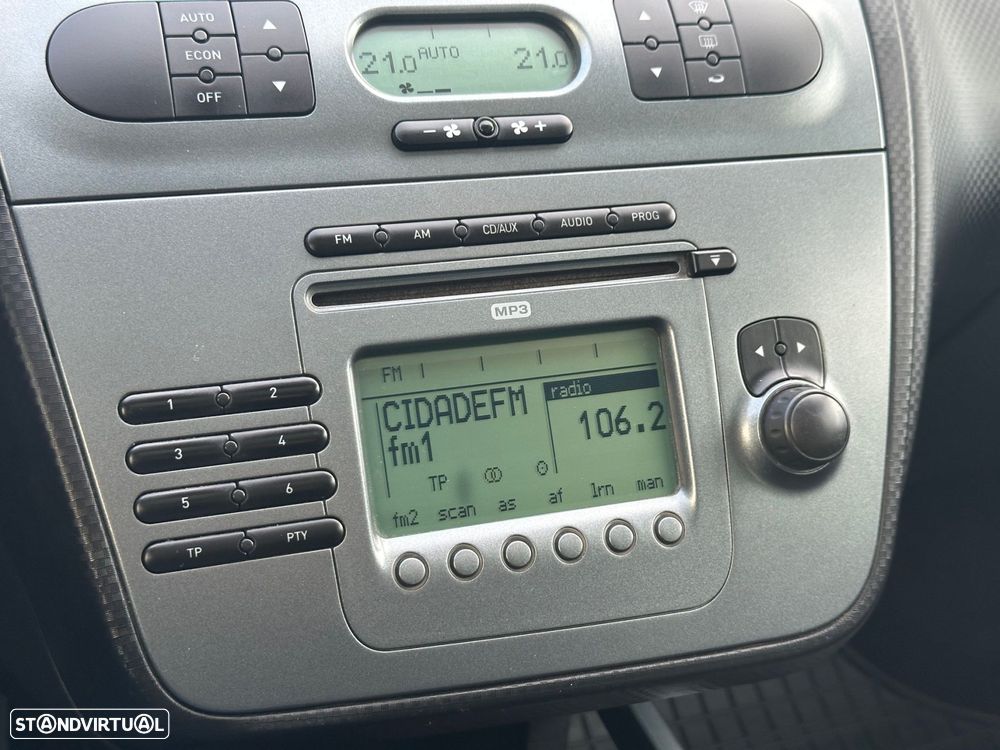 AUTO
ECON
OFF
21.0 AUTO 21.0
- +
FM AM CD/AUX AUDIO PROG
MP3
FM
CIDADEFM radio
fm1 106.2
TP
fm2 scan as af lrn man
1 2
3 4
5 6
TP PTY
STANDVIRTUAL